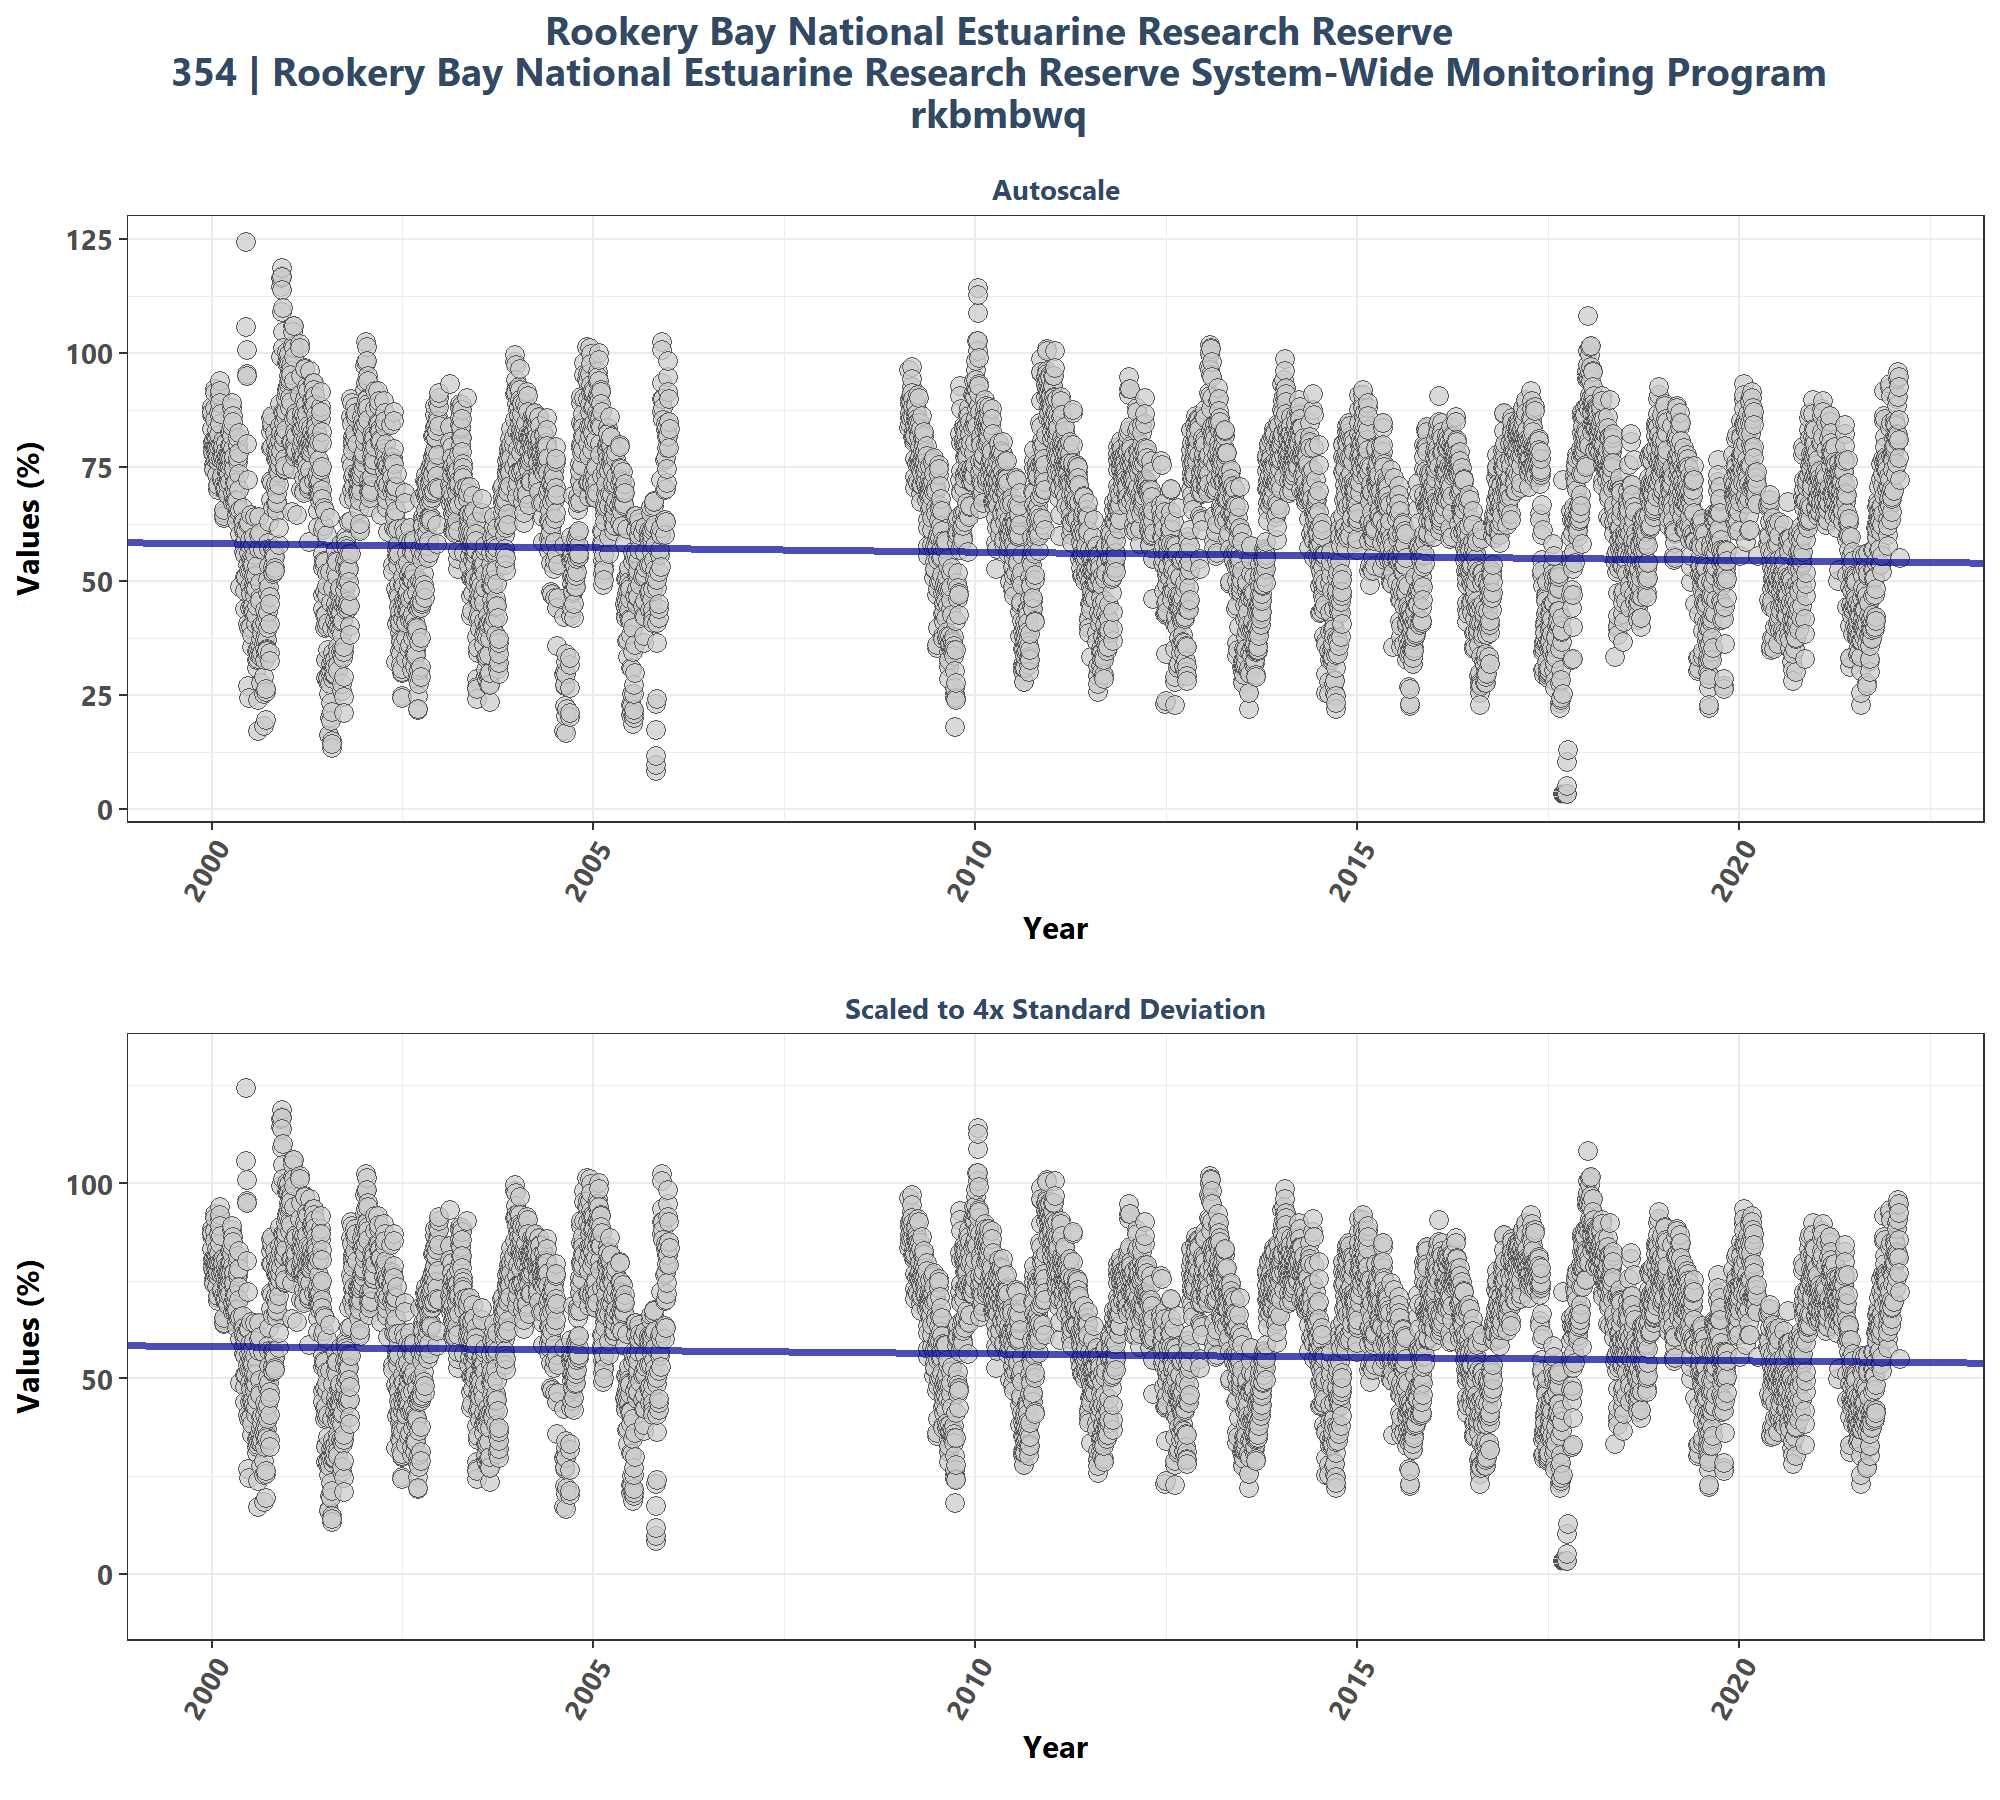 Rookery Bay National Estuarine Research Reserve
354 | Rookery Bay National Estuarine Research Reserve System-Wide Monitoring Program
rkbmbwq
Autoscale
Values (%)
125
100
75
50
25
0
2000 2005 2010 2015 2020
Year
Scaled to 4x Standard Deviation
Values (%)
100
50
0
2000 2005 2010 2015 2020
Year